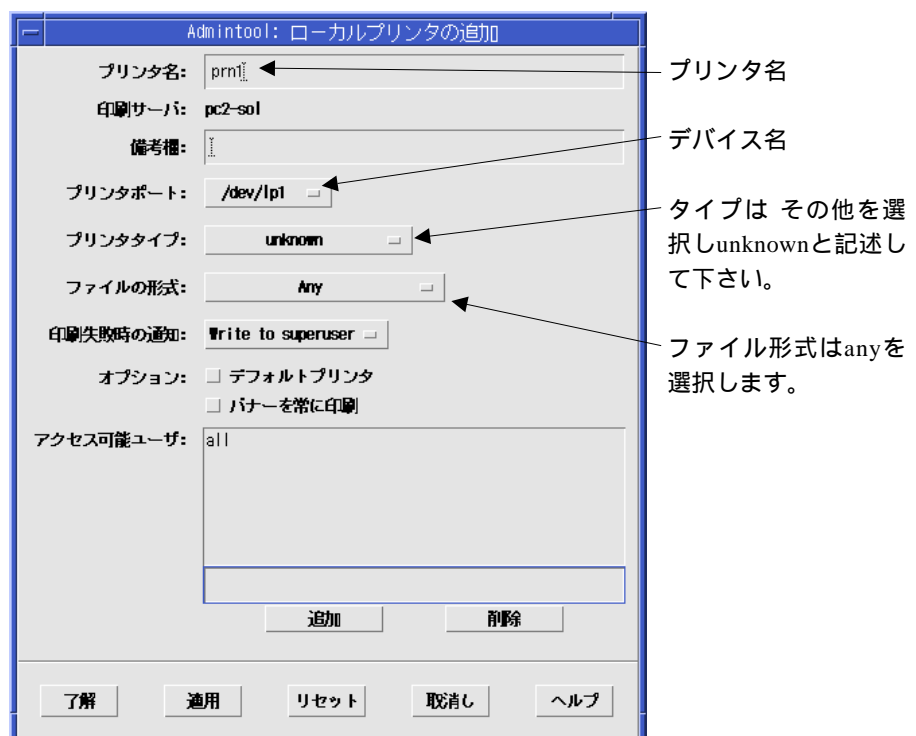 Admintool: ローカルプリンタの追加
プリンタ名: prn1
プリンタ名
印刷サーバ: pc2-sol
備考欄:
デバイス名
プリンタポート: /dev/lp1
プリンタタイプ: unknown
タイプは その他を選
択しunknownと記述し
て下さい。
ファイルの形式: Any
印刷失敗時の通知: Write to superuser
ファイル形式はanyを
選択します。
オプション: デフォルトプリンタ
バナーを常に印刷
アクセス可能ユーザ: all
追加 削除
了解 適用 リセット 取消し ヘルプ